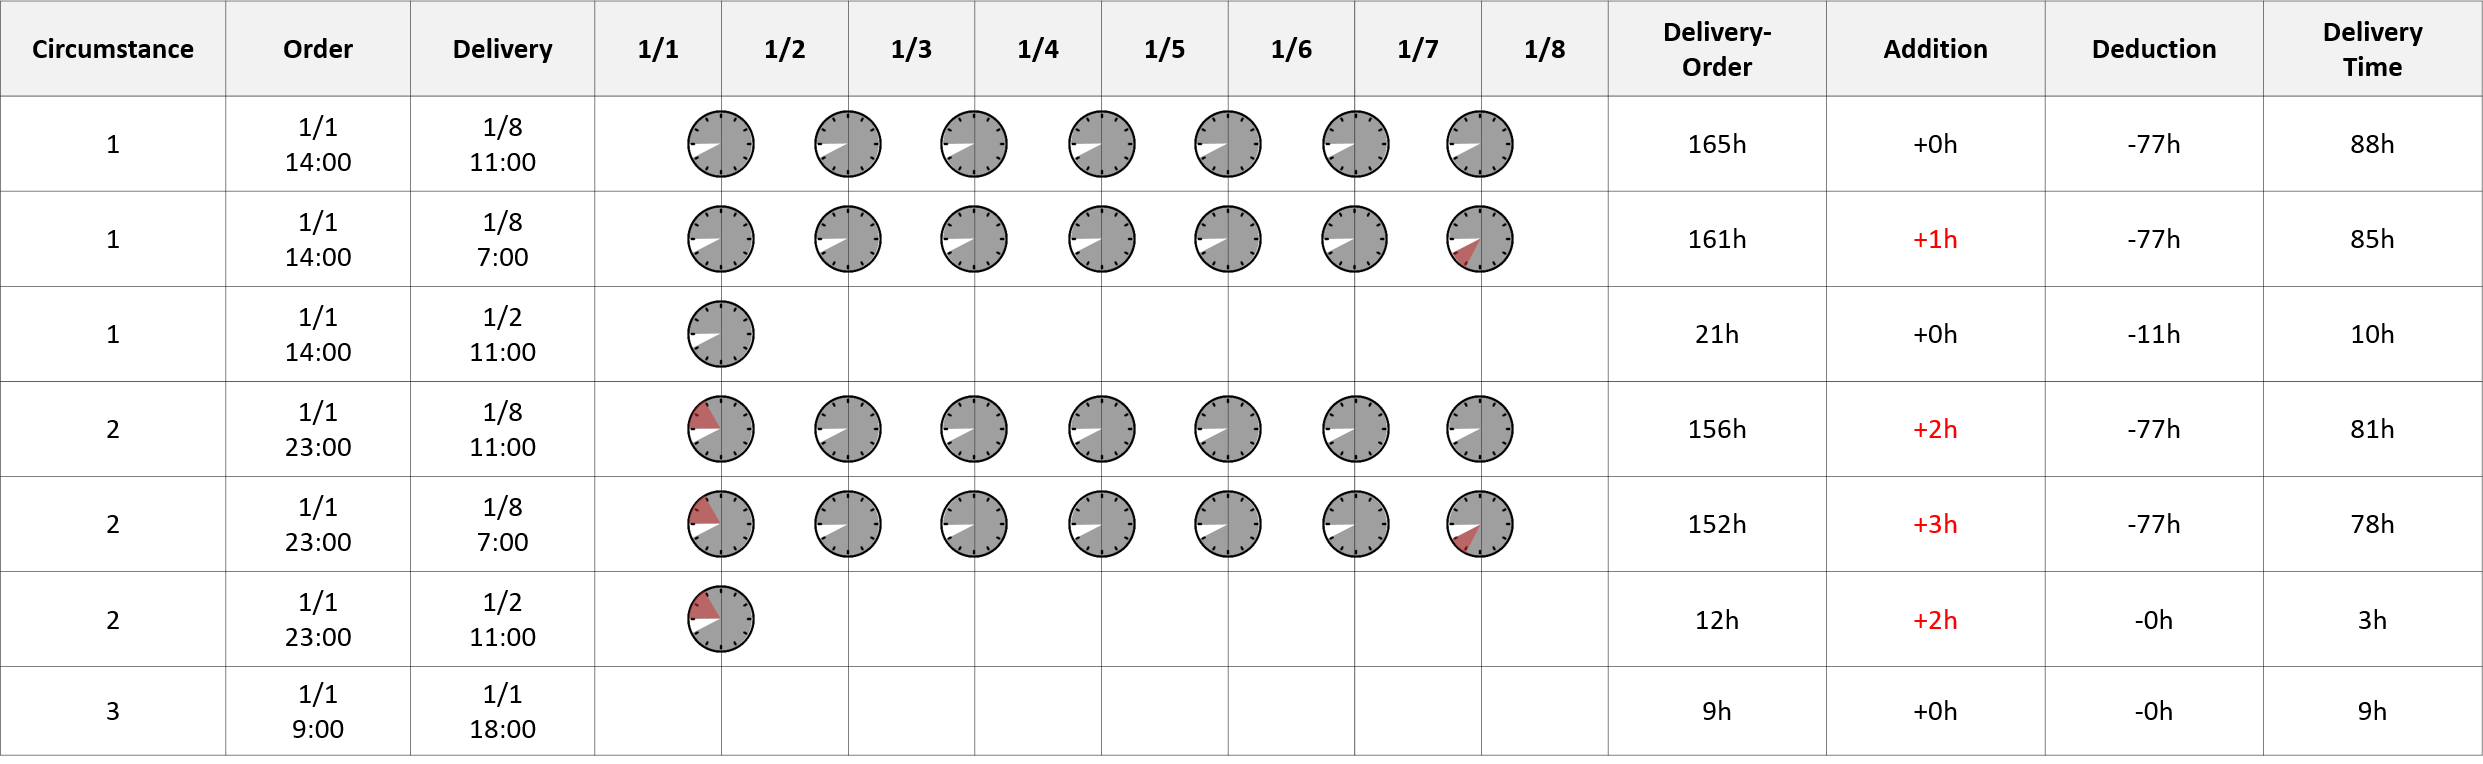 Circumstance Order Delivery 1/1 1/2 1/3 1/4 1/5 1/6 1/7 1/8 Delivery- Order Addition Deduction Delivery Time
1 1/1 14:00 1/8 11:00 165h +0h -77h 88h
1 1/1 14:00 1/8 7:00 161h +1h -77h 85h
1 1/1 14:00 1/2 11:00 21h +0h -11h 10h
2 1/1 23:00 1/8 11:00 156h +2h -77h 81h
2 1/1 23:00 1/8 7:00 152h +3h -77h 78h
2 1/1 23:00 1/2 11:00 12h +2h -0h 3h
3 1/1 9:00 1/1 18:00 9h +0h -0h 9h